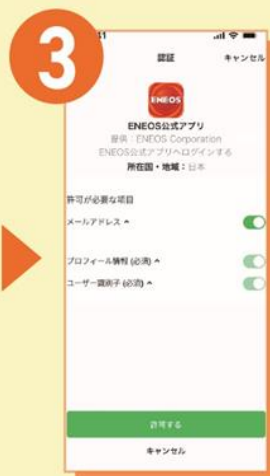 3
41
認証
キャンセル
ENEOS
ENEOS公式アプリ
提供：ENEOS Corporation
ENEOS公式アプリへログインする
所在国・地域：日本
許可が必要な項目
メールアドレス
プロフィール情報 (必須)
ユーザー識別子 (必須)
許可する
キャンセル